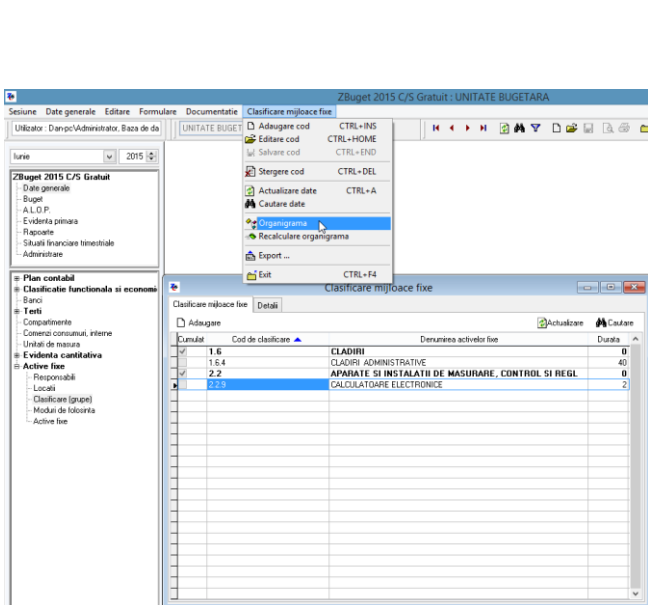 ZBuget 2015 C/S Gratuit : UNITATE BUGETARA
Sesiune Date generale Editare Formulare Documentatie Clasificare mijloace fixe
Utilizator : Dan-pc\Administrator, Baza de da
UNITATE BUGET
Adaugare cod CTRL+INS
Editare cod CTRL+HOME
Salvare cod CTRL+END
Stergere cod CTRL+DEL
Actualizare date CTRL+A
Cautare date
Organigrama
Recalculare organigrama
Export ...
Exit CTRL+F4
Iunie 2015
ZBuget 2015 C/S Gratuit
Date generale
Buget
A.L.O.P.
Evidenta primara
Rapoarte
Situatii financiare trimestriale
Administrare
Plan contabil
Clasificatie functionala si economi
Banci
Terti
Compartimente
Comenzi consumuri, interne
Unitati de masura
Evidenta cantitativa
Active fixe
Responsabili
Locatii
Clasificare (grupe)
Moduri de folosinta
Active fixe
Clasificare mijloace fixe
Clasificare mijloace fixe Detalii
Adaugare Actualizare Cautare
Cumulat Cod de clasificare Denumirea activelor fixe Durata
1.6 CLADIRI 0
1.6.4 CLADIRI ADMINISTRATIVE 40
2.2 APARATE SI INSTALATII DE MASURARE, CONTROL SI REGL 0
2.2.9 CALCULATOARE ELECTRONICE 2